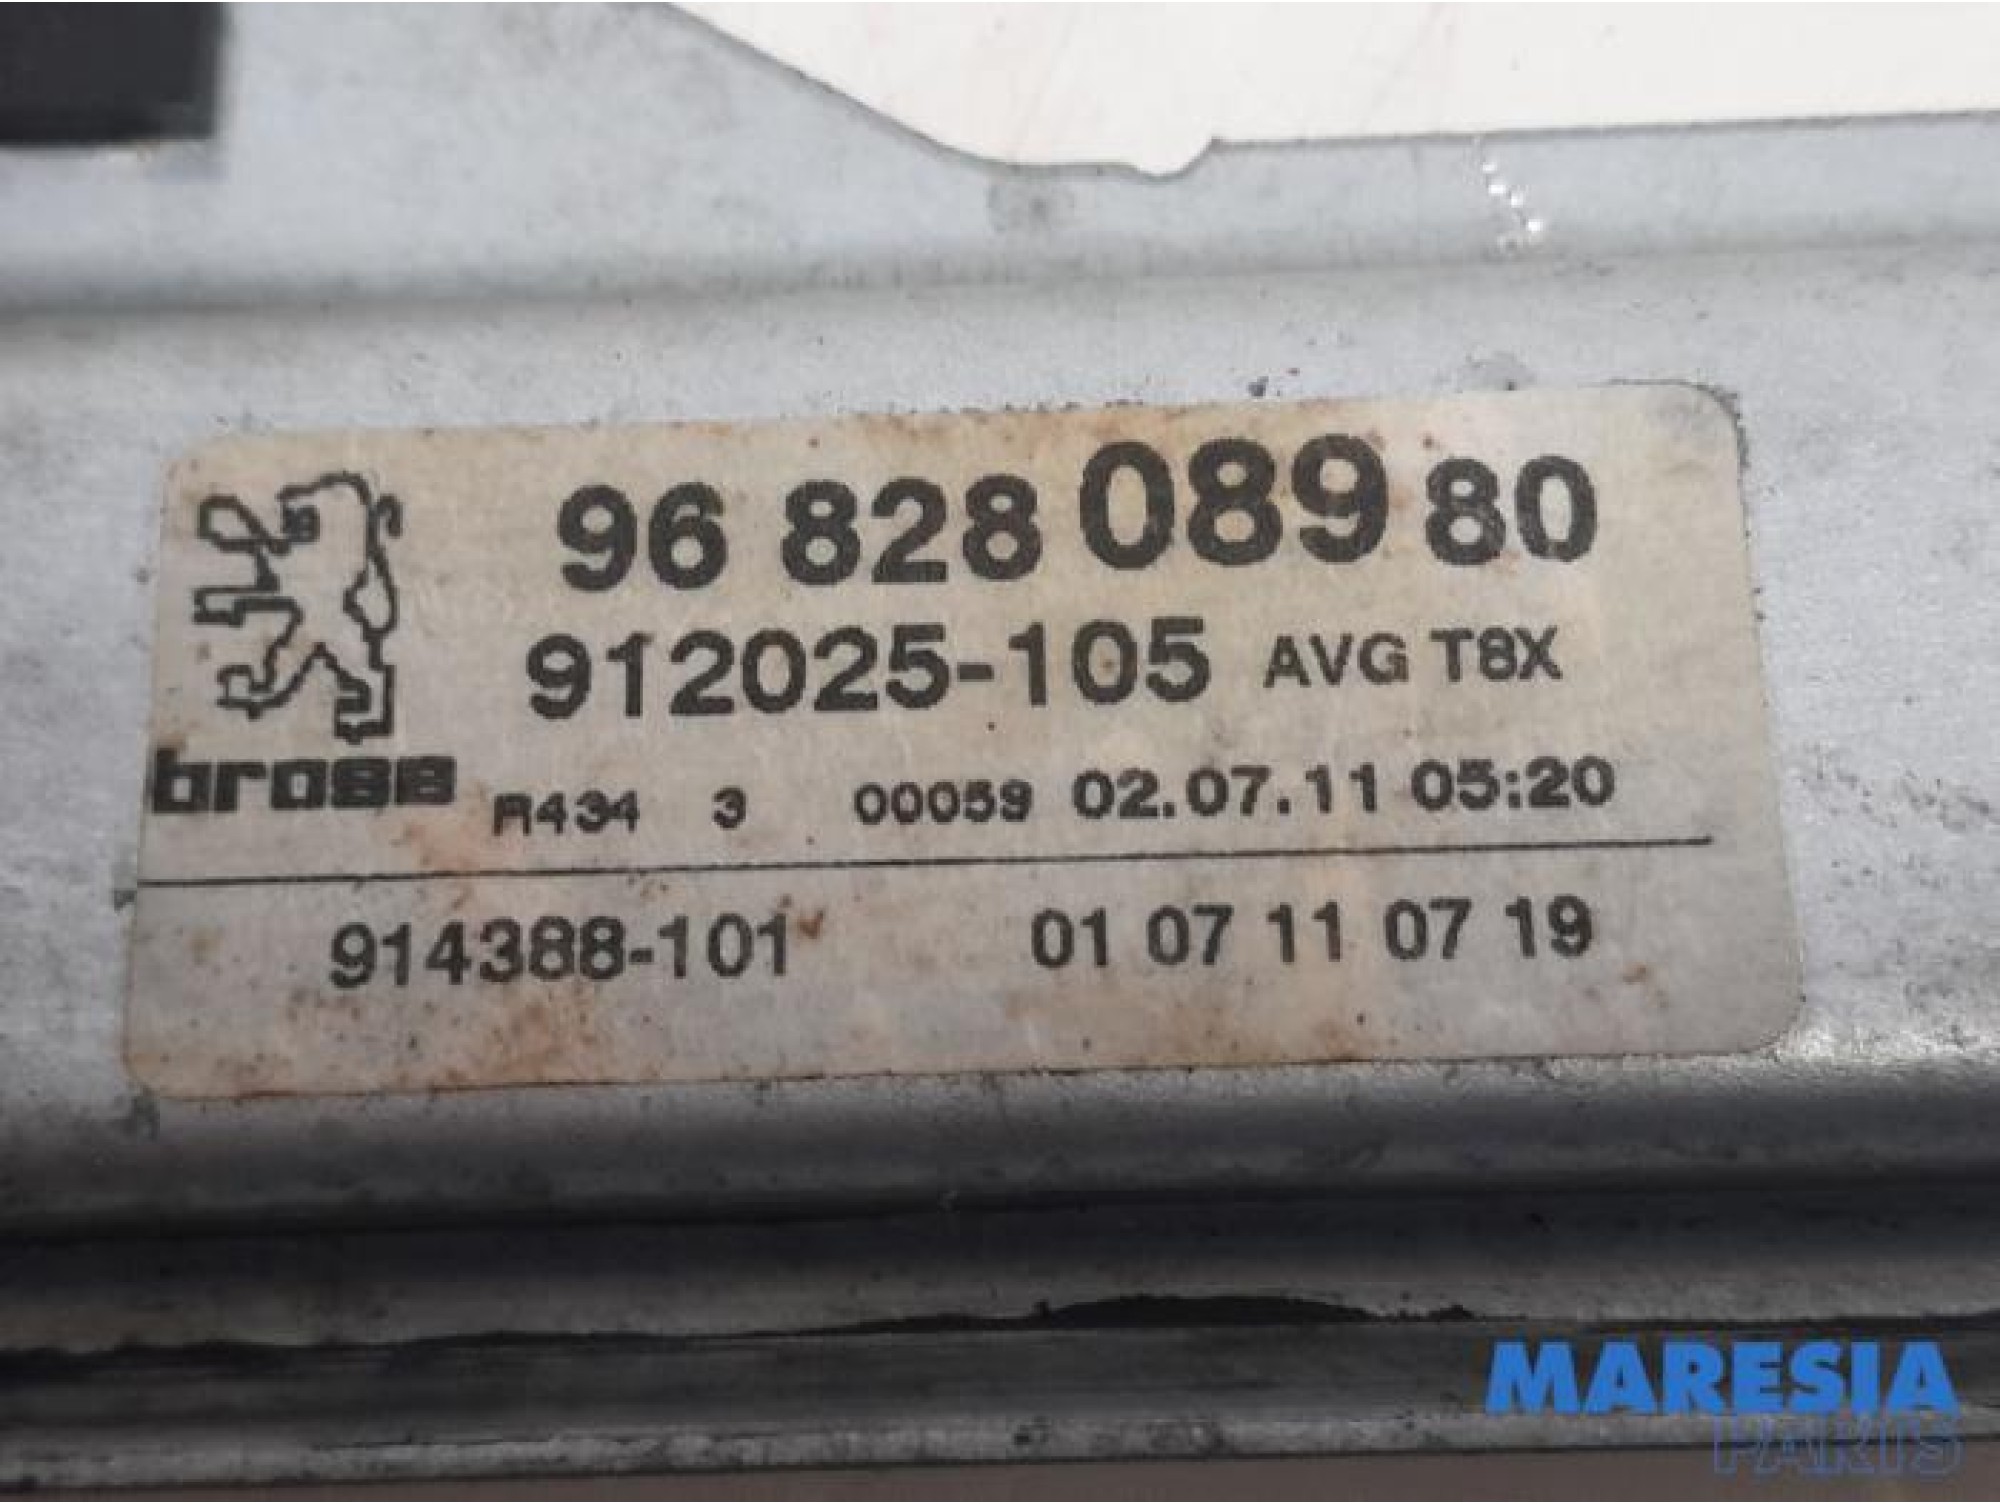 96 828 089 80
912025-105 AVG T8X
brose R434 3 00059 02.07.11 05:20
914388-101 01 07 11 07 19
MARESIA
PARTS